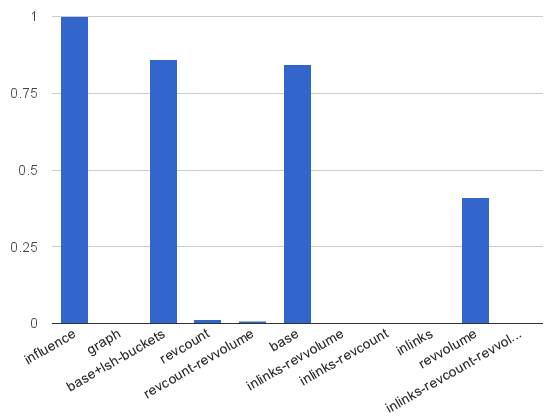 1
0.75
0.5
0.25
0
influence
graph
base+lsh-buckets
revcount
revcount-revvolume
base
inlinks-revvolume
inlinks-revcount
inlinks
revvolume
inlinks-revcount-revvol...